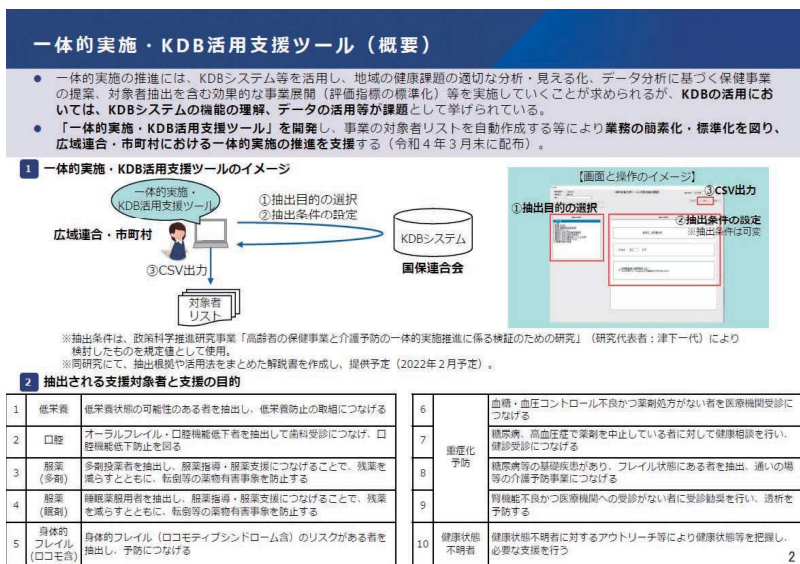 一体的実施・KDB活用支援ツール（概要）
● 一体的実施の推進には、KDBシステム等を活用し、地域の健康課題の適切な分析・見える化、データ分析に基づく保健事業
の提案、対象者抽出を含む効果的な事業展開（評価指標の標準化）等を実施していくことが求められるが、KDBの活用にお
いては、KDBシステムの機能の理解、データの活用等が課題として挙げられている。
● 「一体的実施・KDB活用支援ツール」を開発し、事業の対象者リストを自動作成する等により業務の簡素化・標準化を図り、
広域連合・市町村における一体的実施の推進を支援する（令和４年３月末に配布）。
1 一体的実施・KDB活用支援ツールのイメージ
一体的実施・
KDB活用支援ツール
広域連合・市町村
①抽出目的の選択
②抽出条件の設定
KDBシステム
国保連合会
③CSV出力
対象者
リスト
【画面と操作のイメージ】
③CSV出力
①抽出目的の選択
②抽出条件の設定
※抽出条件は可変
※抽出条件は、政策科学推進研究事業「高齢者の保健事業と介護予防の一体的実施推進に係る検証のための研究」（研究代表者：津下一代）により
検討したものを規定値として使用。
※同研究にて、抽出根拠や活用法をまとめた解説書を作成し、提供予定（2022年２月予定）。
2 抽出される支援対象者と支援の目的
1 低栄養 低栄養状態の可能性のある者を抽出し、低栄養防止の取組につなげる
2 口腔 オーラルフレイル・口腔機能低下者を抽出して歯科受診につなげ、口
腔機能低下防止を図る
3 服薬
(多剤) 多剤投薬者を抽出し、服薬指導・服薬支援につなげることで、残薬を
減らすとともに、転倒等の薬物有害事象を防止する
4 服薬
(眠剤) 睡眠薬服用者を抽出し、服薬指導・服薬支援につなげることで、残薬
を減らすとともに、転倒等の薬物有害事象を防止する
5 身体的
フレイル
(ロコモ含) 身体的フレイル（ロコモティブシンドローム含）のリスクがある者を
抽出し、予防につなげる
重症化
予防
6 血糖・血圧コントロール不良かつ薬剤処方がない者を医療機関受診に
つなげる
7 糖尿病、高血圧症で薬剤を中止している者に対して健康相談を行い、
健診受診につなげる
8 糖尿病等の基礎疾患があり、フレイル状態にある者を抽出、通いの場
等の介護予防事業につなげる
9 腎機能不良かつ医療機関への受診がない者に受診勧奨を行い、透析を
予防する
10 健康状態
不明者 健康状態不明者に対するアウトリーチ等により健康状態等を把握し、
必要な支援を行う
2